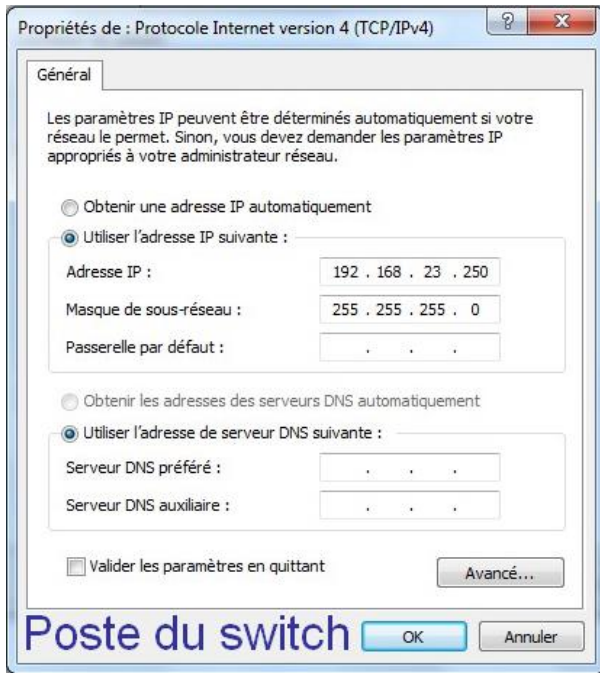 Propriétés de : Protocole Internet version 4 (TCP/IPv4)
Général
Les paramètres IP peuvent être déterminés automatiquement si votre
réseau le permet. Sinon, vous devez demander les paramètres IP
appropriés à votre administrateur réseau.
Obtenir une adresse IP automatiquement
Utiliser l'adresse IP suivante :
Adresse IP : 192 . 168 . 23 . 250
Masque de sous-réseau : 255 . 255 . 255 . 0
Passerelle par défaut : . . .
Obtenir les adresses des serveurs DNS automatiquement
Utiliser l'adresse de serveur DNS suivante :
Serveur DNS préféré : . . .
Serveur DNS auxiliaire : . . .
Valider les paramètres en quittant
Avancé...
Poste du switch
OK Annuler